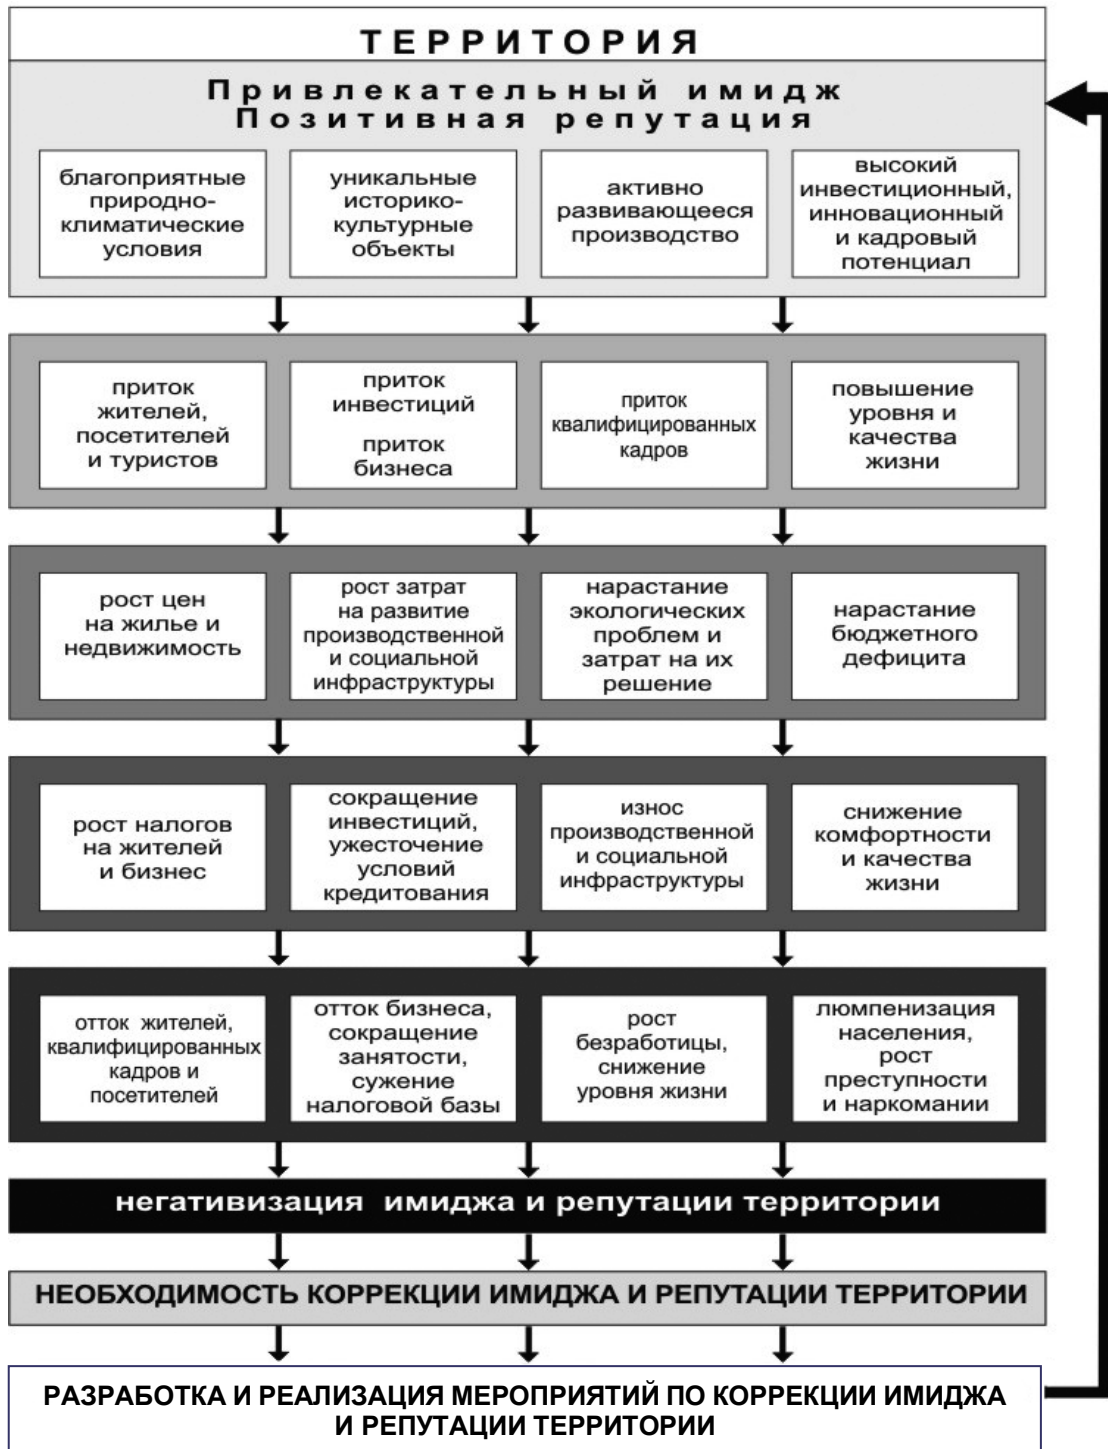 ТЕРРИТОРИЯ
Привлекательный имидж
Позитивная репутация
благоприятные
природно-
климатические
условия
уникальные
историко-
культурные
объекты
активно
развивающееся
производство
высокий
инвестиционный,
инновационный
и кадровый
потенциал
приток
жителей,
посетителей
и туристов
приток
инвестиций
приток
бизнеса
приток
квалифицированных
кадров
повышение
уровня и
качества
жизни
рост цен
на жилье и
недвижимость
рост затрат
на развитие
производственной
и социальной
инфраструктуры
нарастание
экологических
проблем и
затрат на их
решение
нарастание
бюджетного
дефицита
рост налогов
на жителей
и бизнес
сокращение
инвестиций,
ужесточение
условий
кредитования
износ
производственной
и социальной
инфраструктуры
снижение
комфортности
и качества
жизни
отток жителей,
квалифицированных
кадров и
посетителей
отток бизнеса,
сокращение
занятости,
сужение
налоговой базы
рост
безработицы,
снижение
уровня жизни
люмпенизация
населения,
рост
преступности
и наркомании
негативизация имиджа и репутации территории
НЕОБХОДИМОСТЬ КОРРЕКЦИИ ИМИДЖА И РЕПУТАЦИИ ТЕРРИТОРИИ
РАЗРАБОТКА И РЕАЛИЗАЦИЯ МЕРОПРИЯТИЙ ПО КОРРЕКЦИИ ИМИДЖА
И РЕПУТАЦИИ ТЕРРИТОРИИ